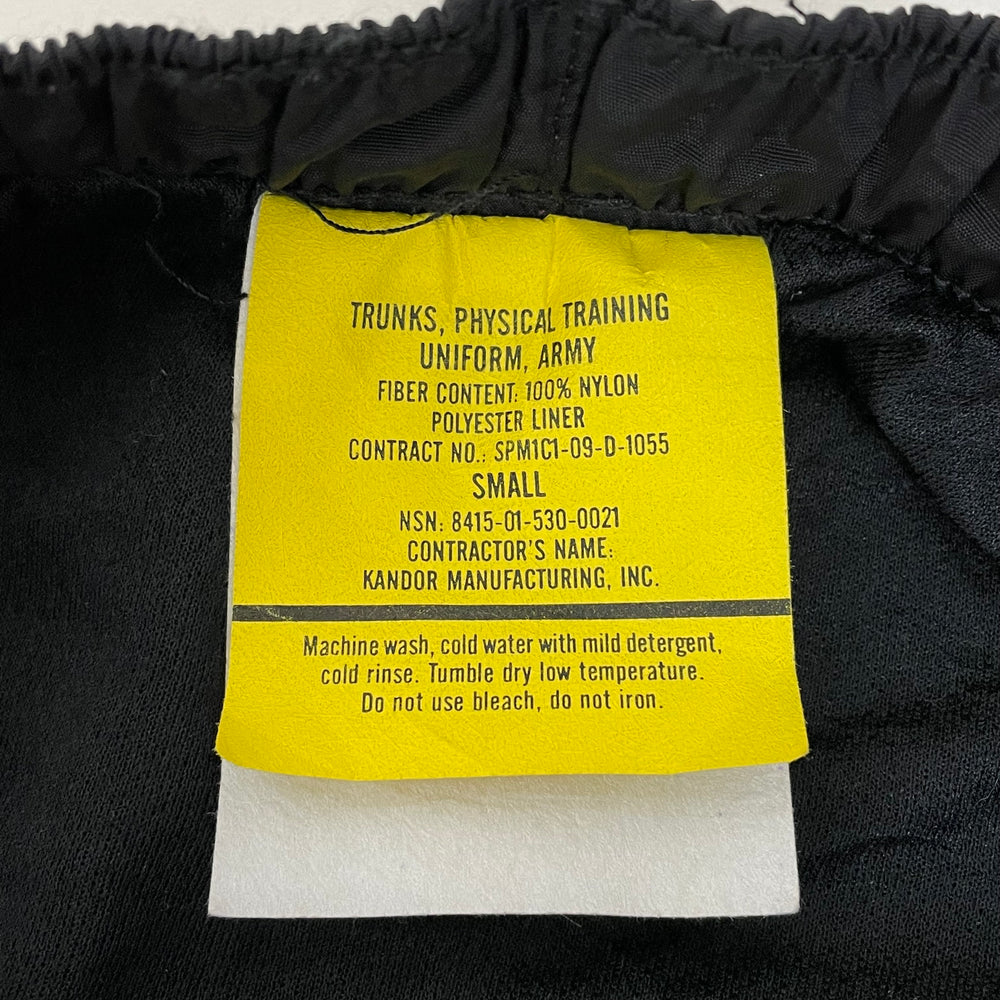 TRUNKS, PHYSICAL TRAINING
UNIFORM, ARMY
FIBER CONTENT: 100% NYLON
POLYESTER LINER
CONTRACT NO.: SPM1C1-09-D-1055
SMALL
NSN: 8415-01-530-0021
CONTRACTOR'S NAME:
KANDOR MANUFACTURING, INC.
Machine wash, cold water with mild detergent,
cold rinse. Tumble dry low temperature.
Do not use bleach, do not iron.